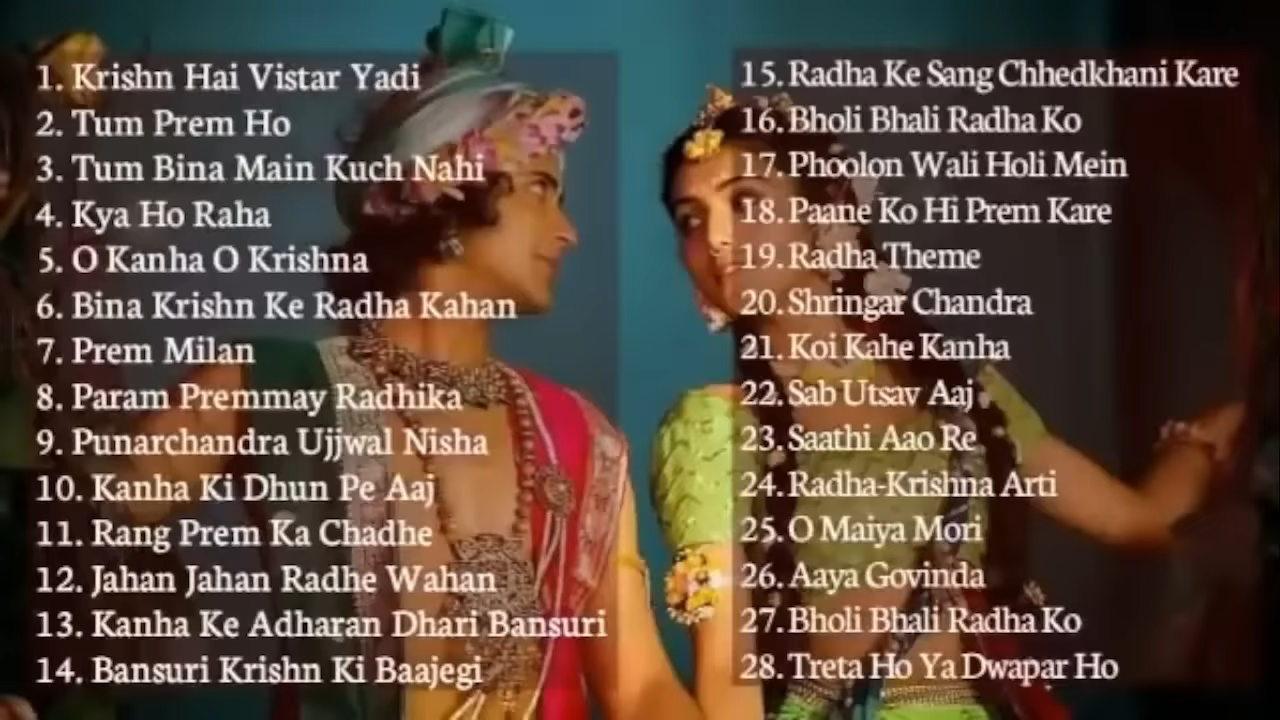 1. Krishn Hai Vistar Yadi
2. Tum Prem Ho
3. Tum Bina Main Kuch Nahi
4. Kya Ho Raha
5. O Kanha O Krishna
6. Bina Krishn Ke Radha Kahan
7. Prem Milan
8. Param Premmay Radhika
9. Punarchandra Ujjwal Nisha
10. Kanha Ki Dhun Pe Aaj
11. Rang Prem Ka Chadhe
12. Jahan Jahan Radhe Wahan
13. Kanha Ke Adharan Dhari Bansuri
14. Bansuri Krishn Ki Baajegi
15. Radha Ke Sang Chhedkhani Kare
16. Bholi Bhali Radha Ko
17. Phoolon Wali Holi Mein
18. Paane Ko Hi Prem Kare
19. Radha Theme
20. Shringar Chandra
21. Koi Kahe Kanha
22. Sab Utsav Aaj
23. Saathi Aao Re
24. Radha-Krishna Arti
25. O Maiya Mori
26. Aaya Govinda
27. Bholi Bhali Radha Ko
28. Treta Ho Ya Dwapar Ho